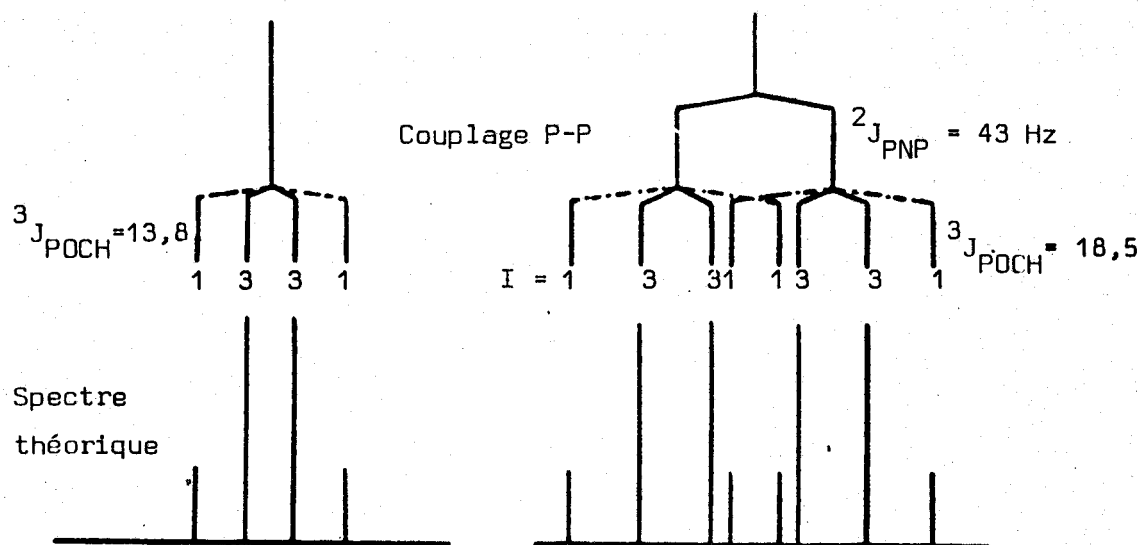 Couplage P-P
²J_PNP = 43 Hz
³J_POCH=13,8
1 3 3 1
I = 1 3 31 1 3 3 1
³J_POCH= 18,5
Spectre
théorique